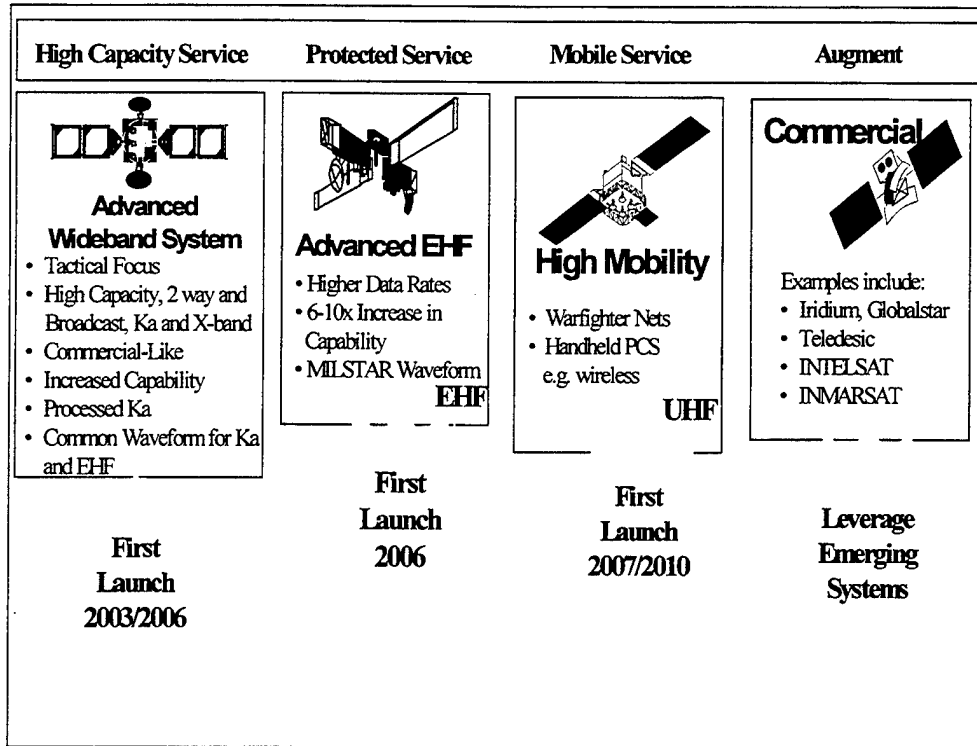 High Capacity Service
Protected Service
Mobile Service
Augment
Advanced
Wideband System
• Tactical Focus
• High Capacity, 2 way and
Broadcast, Ka and X-band
• Commercial-Like
• Increased Capability
• Processed Ka
• Common Waveform for Ka
and EHF
First
Launch
2003/2006
Advanced EHF
• Higher Data Rates
• 6-10x Increase in
Capability
• MILSTAR Waveform
EHF
First
Launch
2006
High Mobility
• Warfighter Nets
• Handheld PCS
e.g. wireless
UHF
First
Launch
2007/2010
Commercial
Examples include:
• Iridium, Globalstar
• Teledesic
• INTELSAT
• INMARSAT
Leverage
Emerging
Systems